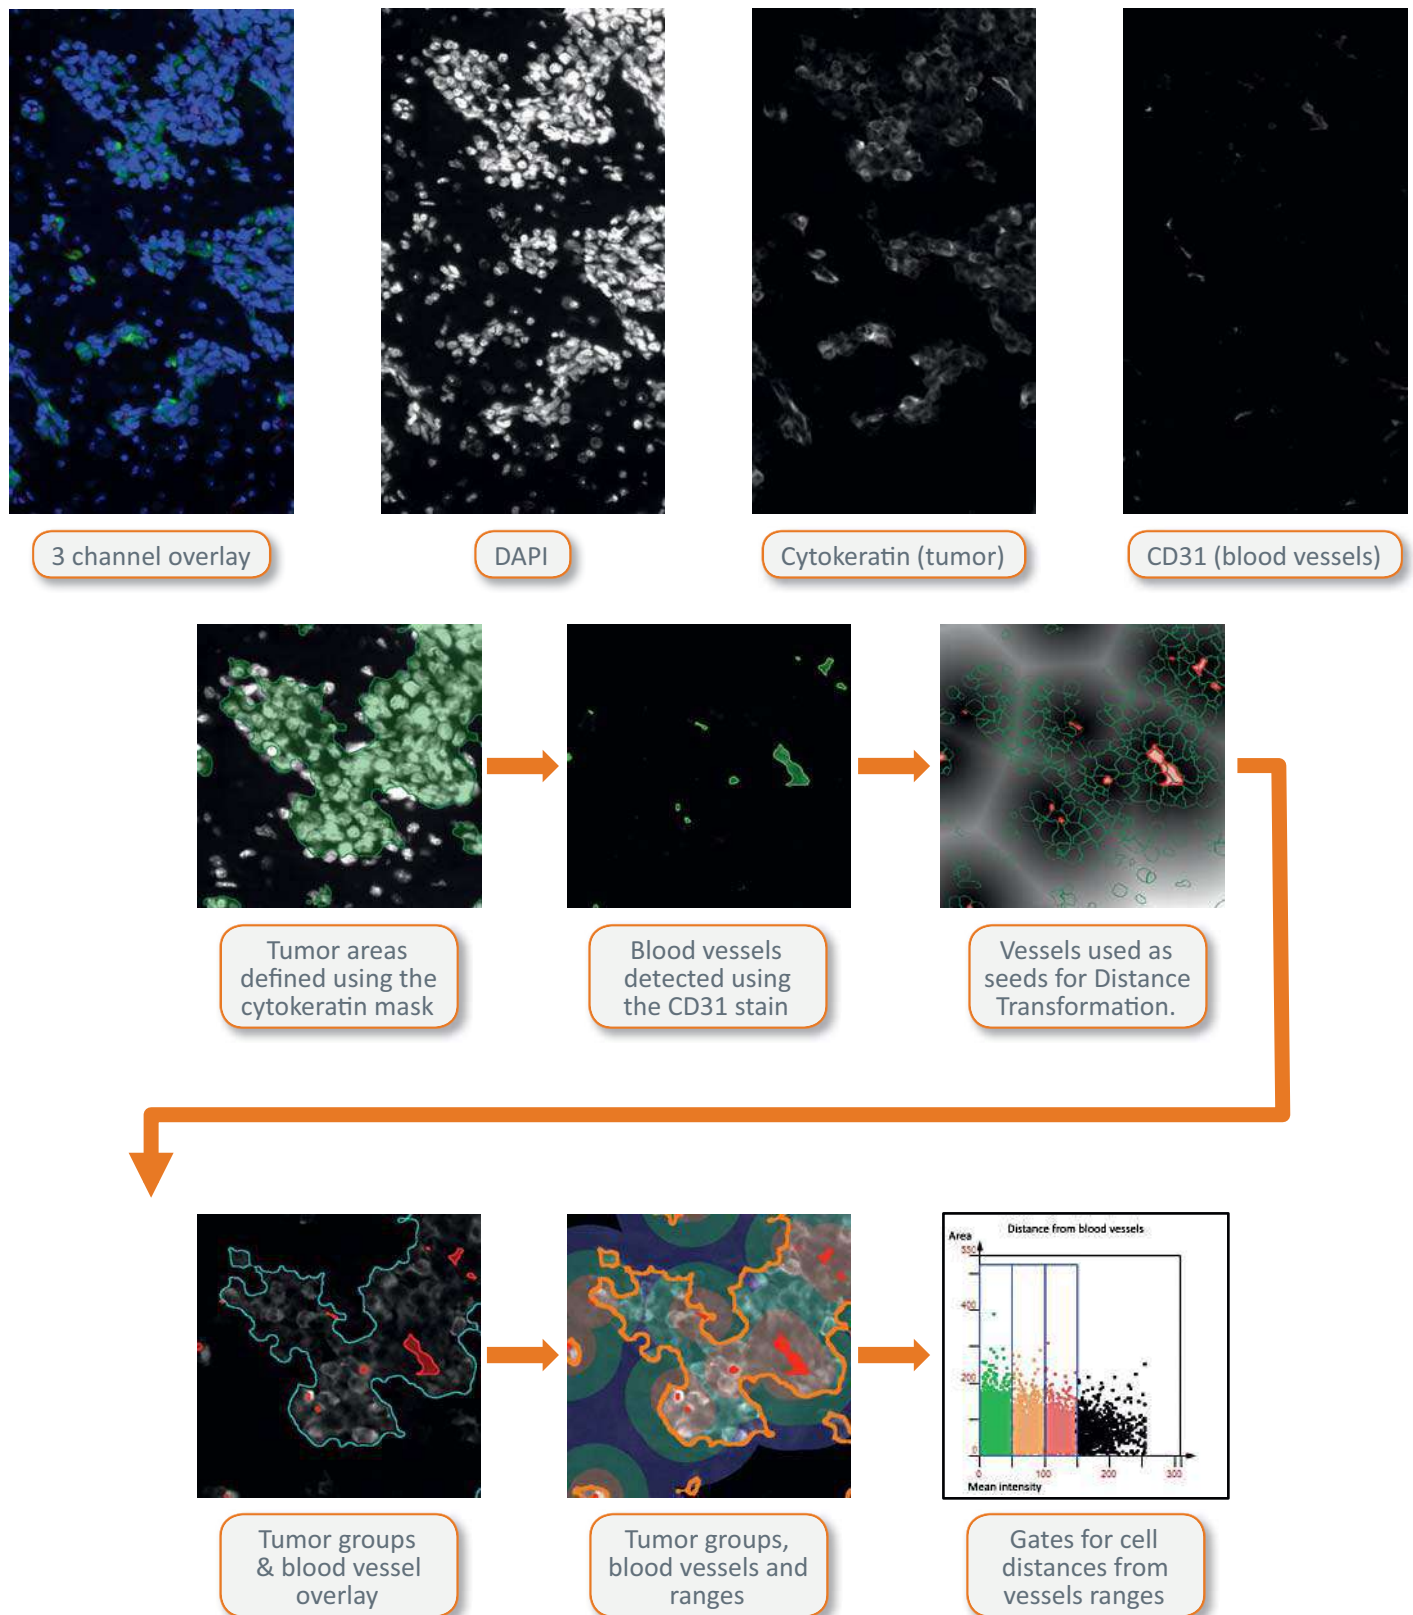 3 channel overlay
DAPI
Cytokeratin (tumor)
CD31 (blood vessels)
Tumor areas
defined using the
cytokeratin mask
Blood vessels
detected using
the CD31 stain
Vessels used as
seeds for Distance
Transformation.
Distance from blood vessels
Area
550
400
200
0
0 100 200 300
Mean intensity
Tumor groups
& blood vessel
overlay
Tumor groups,
blood vessels and
ranges
Gates for cell
distances from
vessels ranges